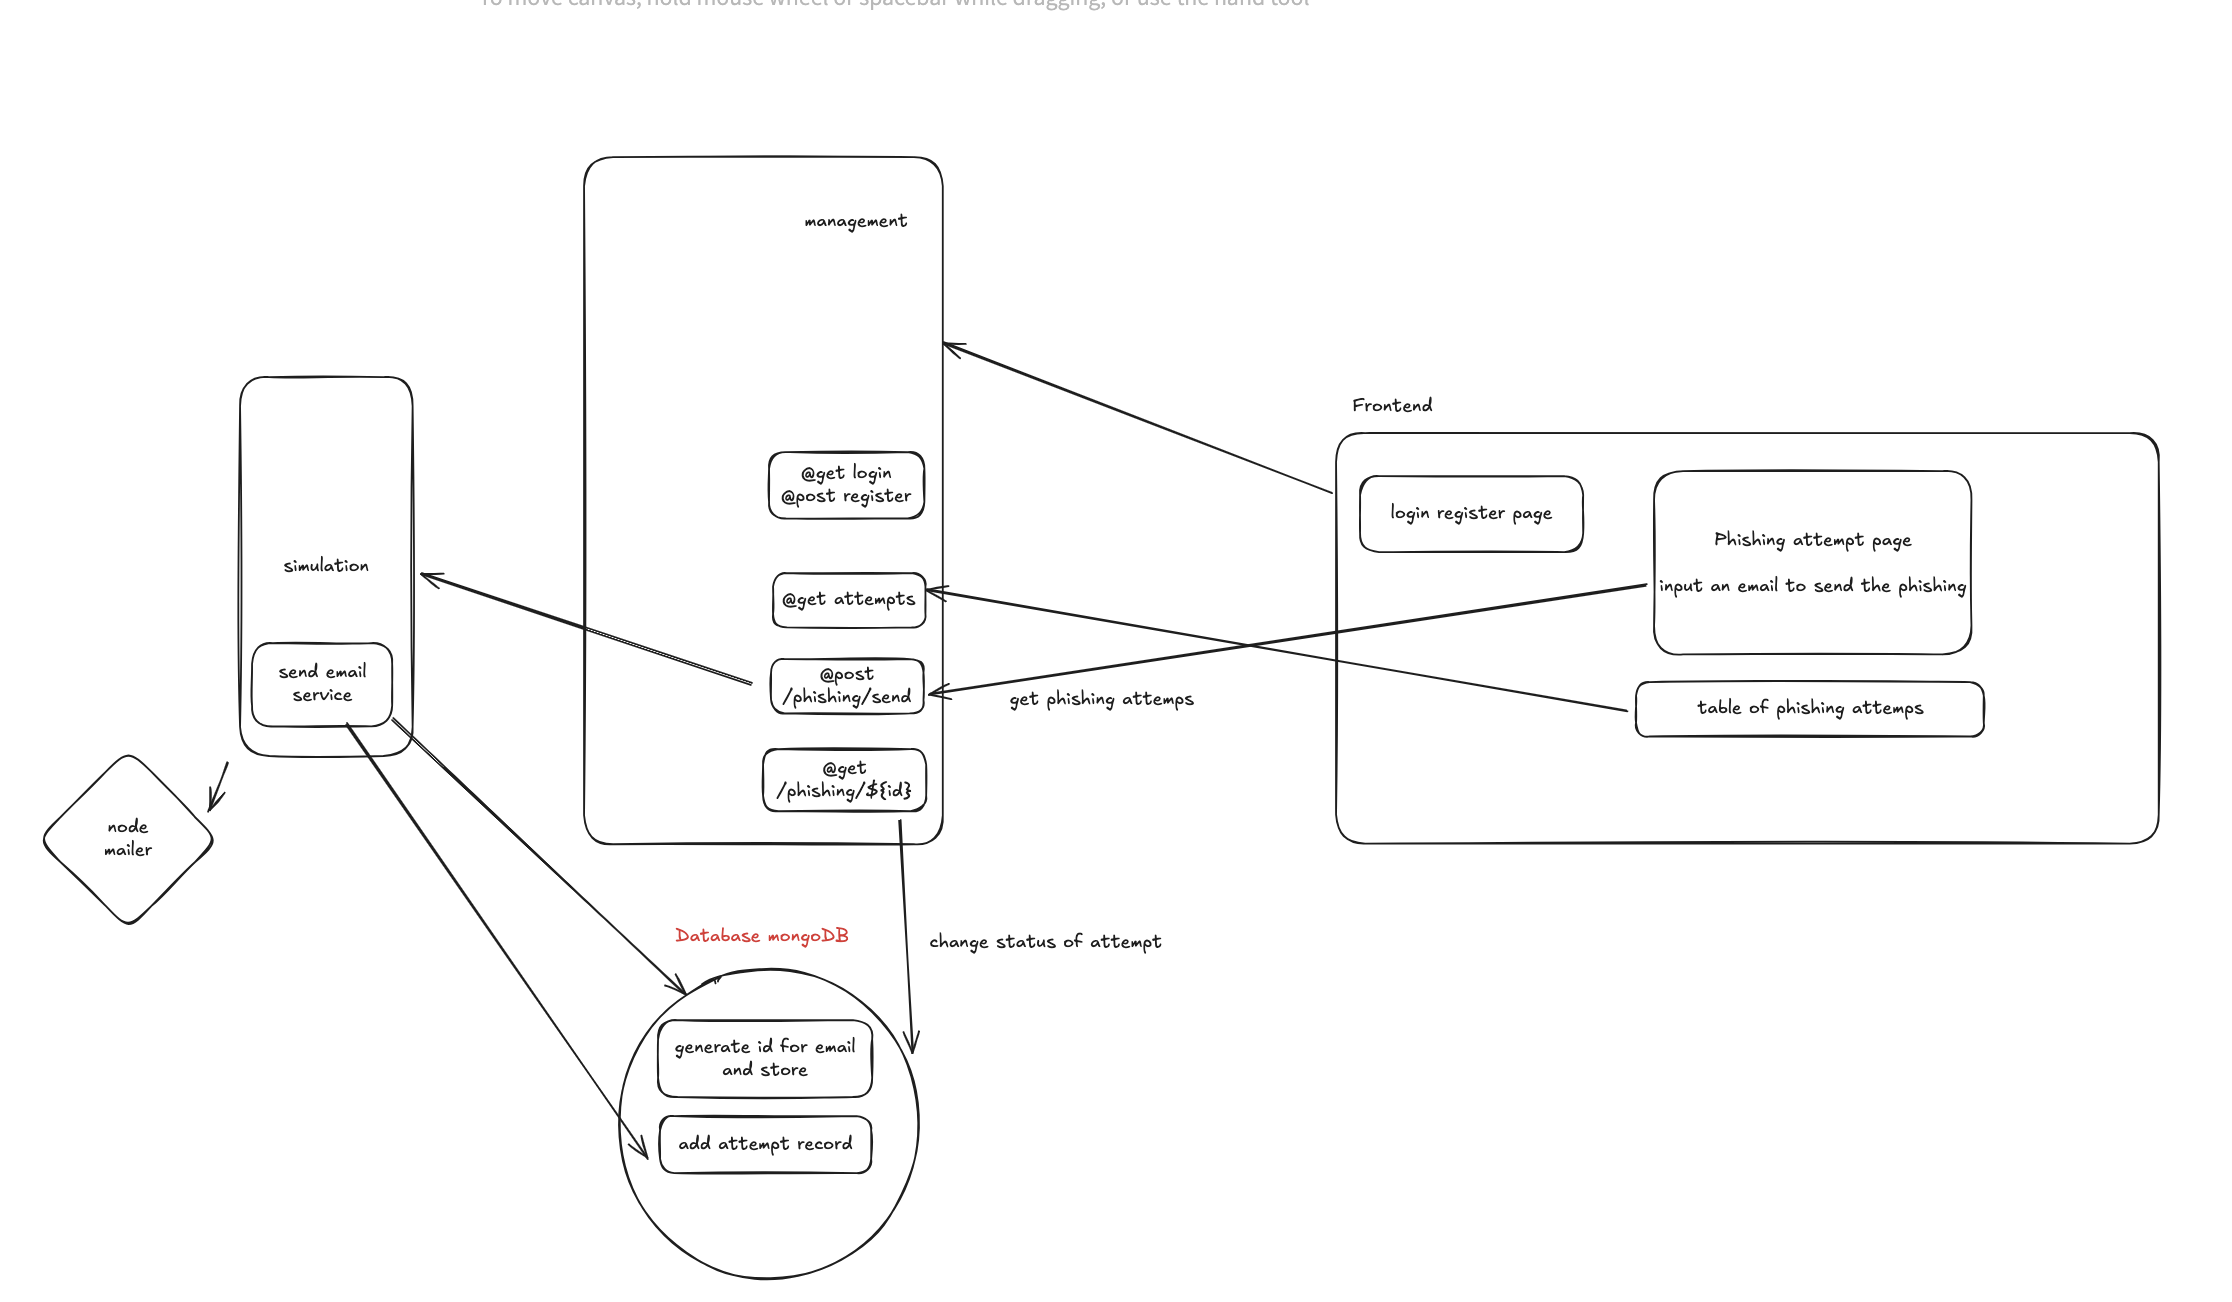 To move canvas, hold mouse wheel or spacebar while dragging, or use the hand tool
management
Frontend
@get login
@post register
login register page
Phishing attempt page
input an email to send the phishing
simulation
@get attempts
send email
service
@post
/phishing/send
get phishing attemps
table of phishing attemps
@get
/phishing/${id}
node
mailer
Database mongoDB
change status of attempt
generate id for email
and store
add attempt record